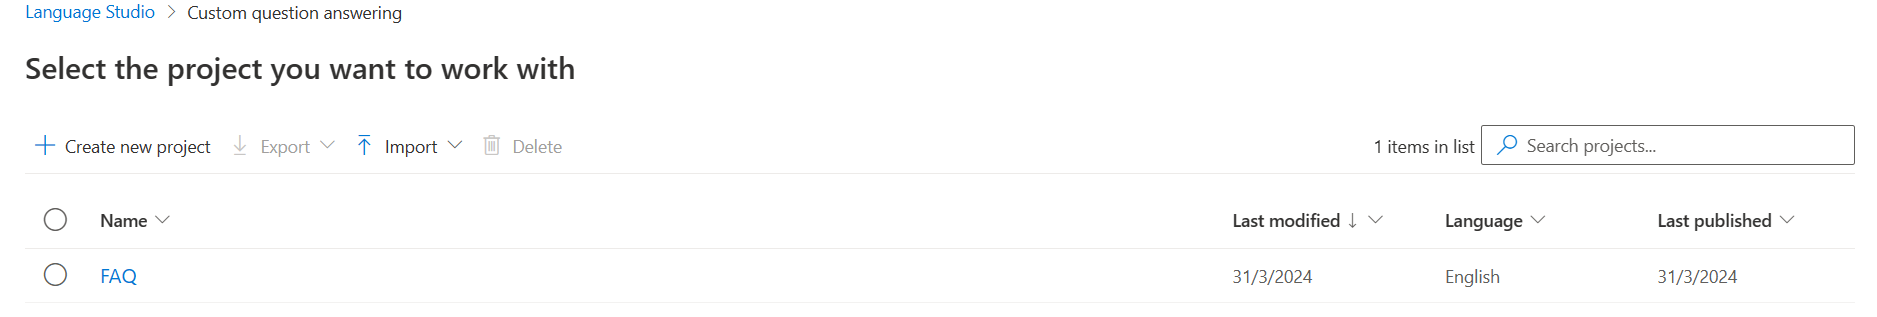 Language Studio > Custom question answering
Select the project you want to work with
Create new project Export Import Delete 1 items in list Search projects...
Name Last modified ↓ Language Last published
FAQ 31/3/2024 English 31/3/2024